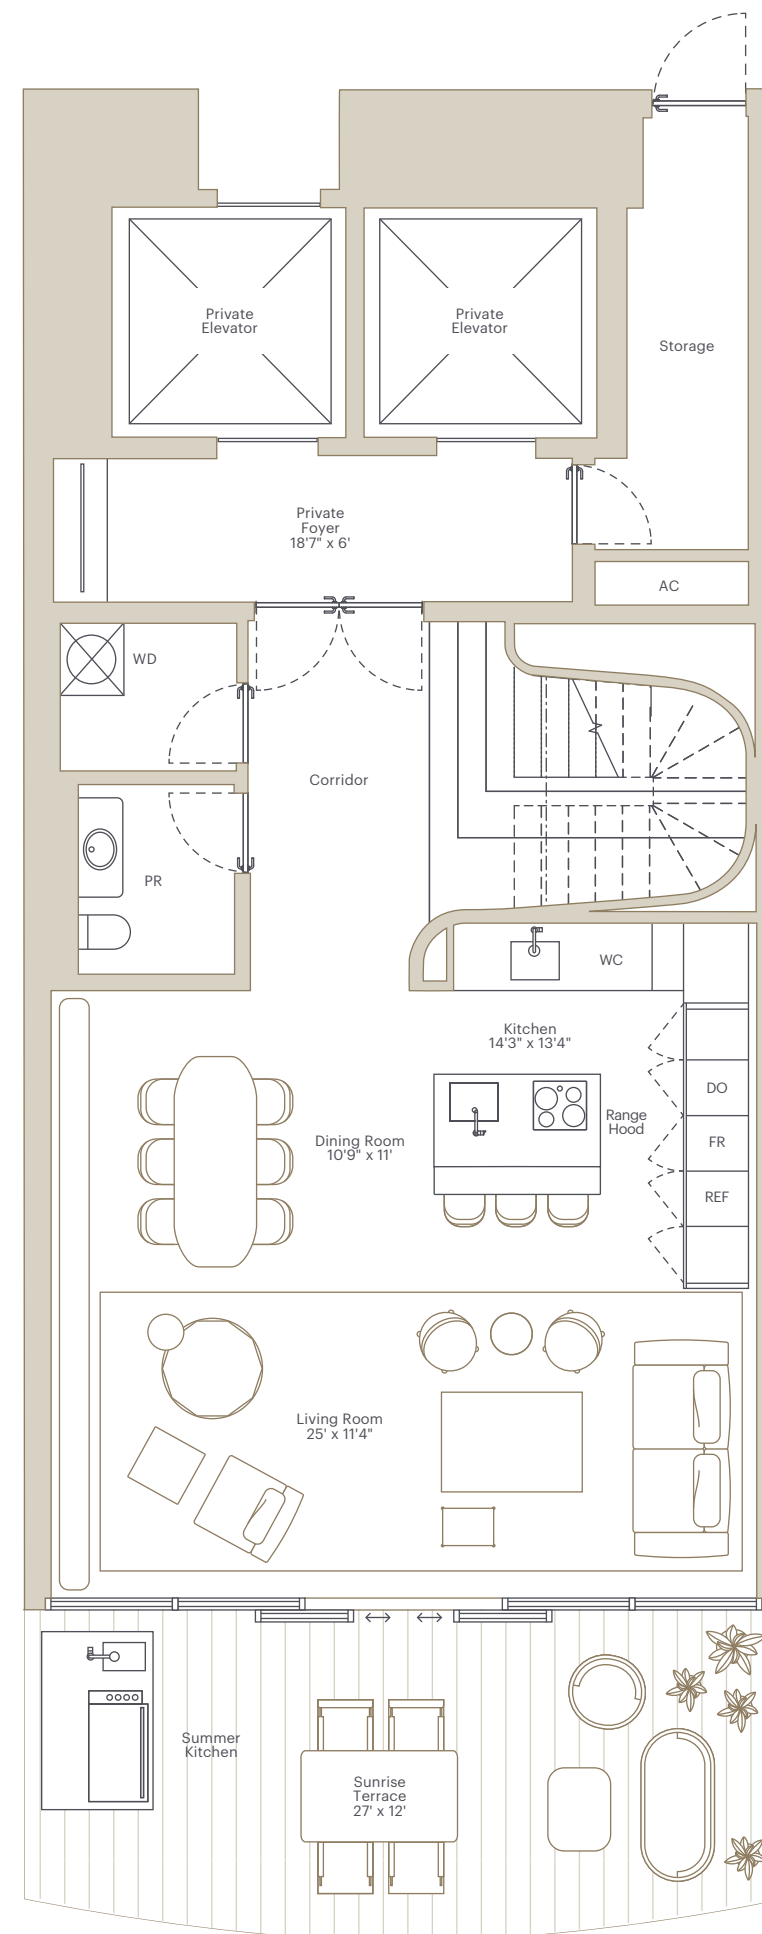 Private
Elevator
Private
Elevator
Storage
Private
Foyer
18'7" x 6'
AC
WD
Corridor
PR
WC
Kitchen
14'3" x 13'4"
DO
Range
Hood
Dining Room
10'9" x 11'
FR
REF
Living Room
25' x 11'4"
Summer
Kitchen
Sunrise
Terrace
27' x 12'